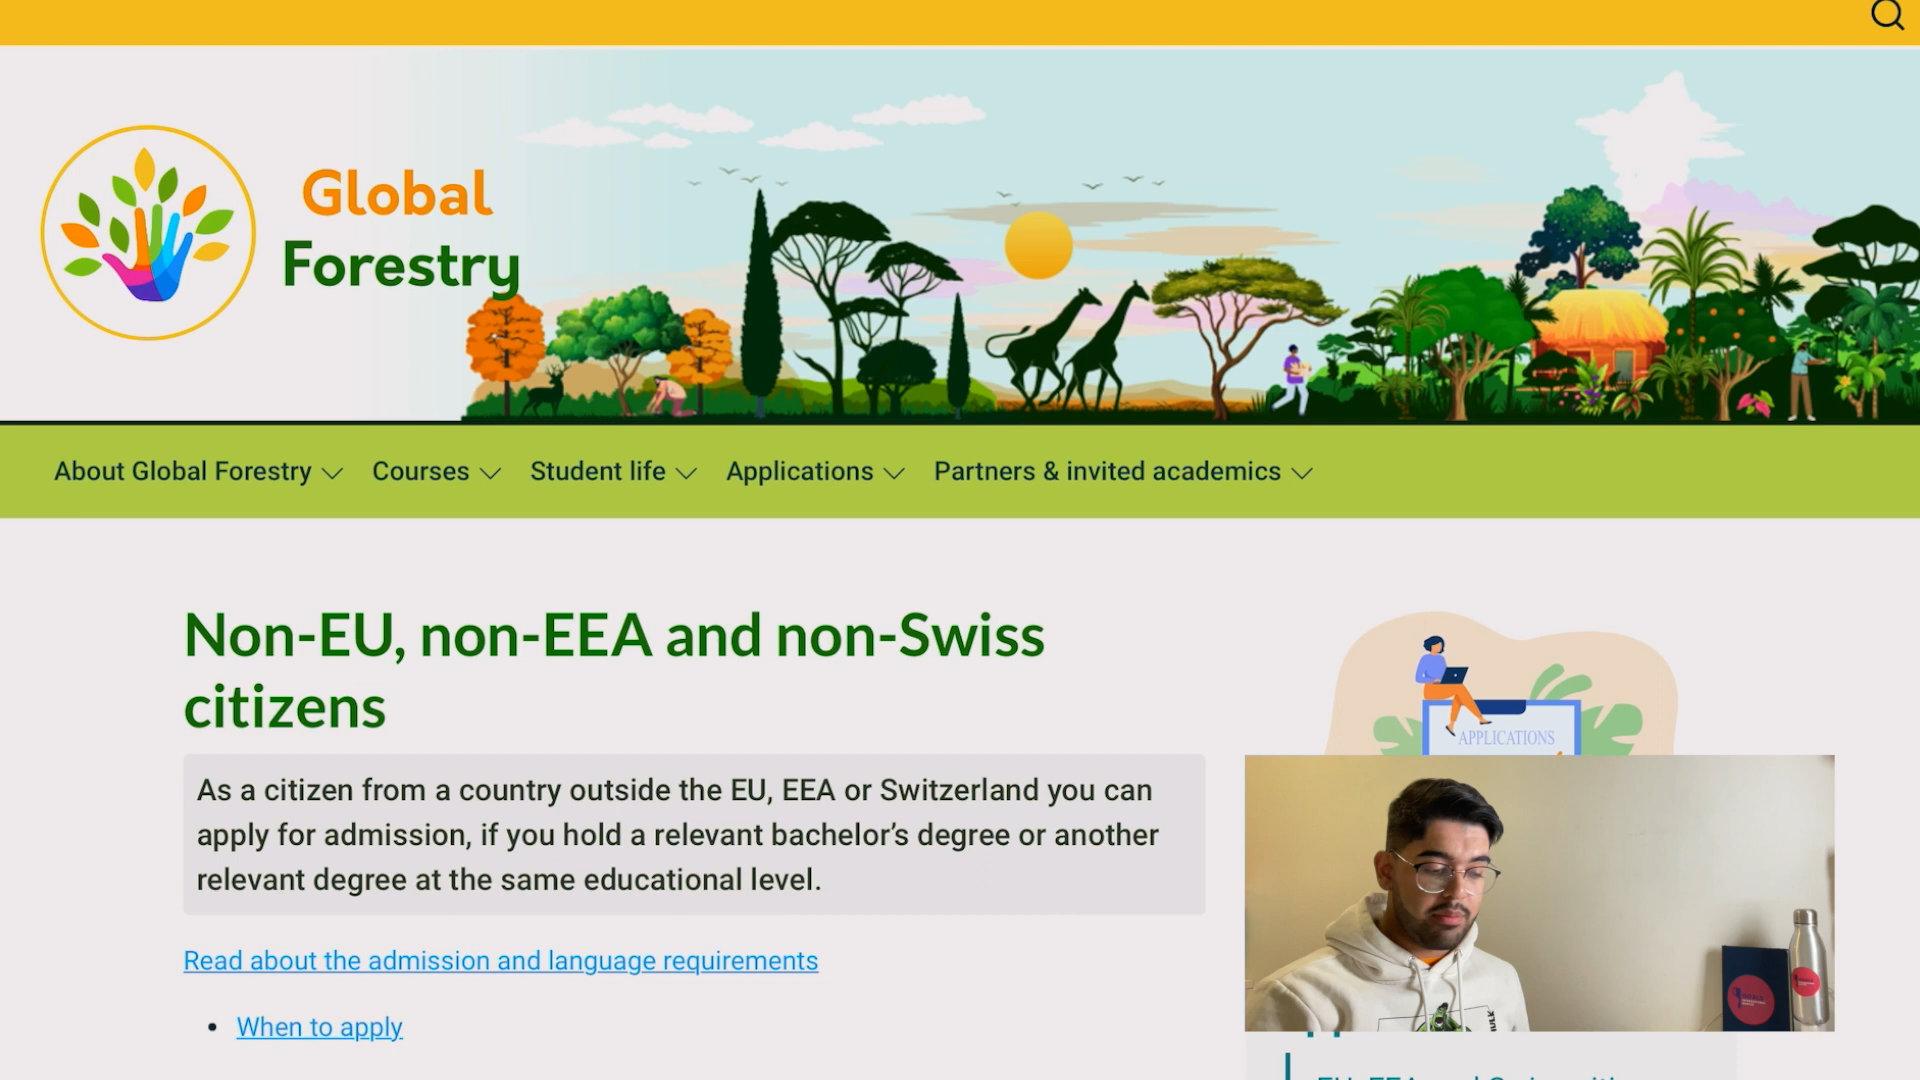 Global
Forestry
About Global Forestry
Courses
Student life
Applications
Partners & invited academics
Non-EU, non-EEA and non-Swiss
citizens
APPLICATIONS
As a citizen from a country outside the EU, EEA or Switzerland you can
apply for admission, if you hold a relevant bachelor’s degree or another
relevant degree at the same educational level.
Read about the admission and language requirements
When to apply